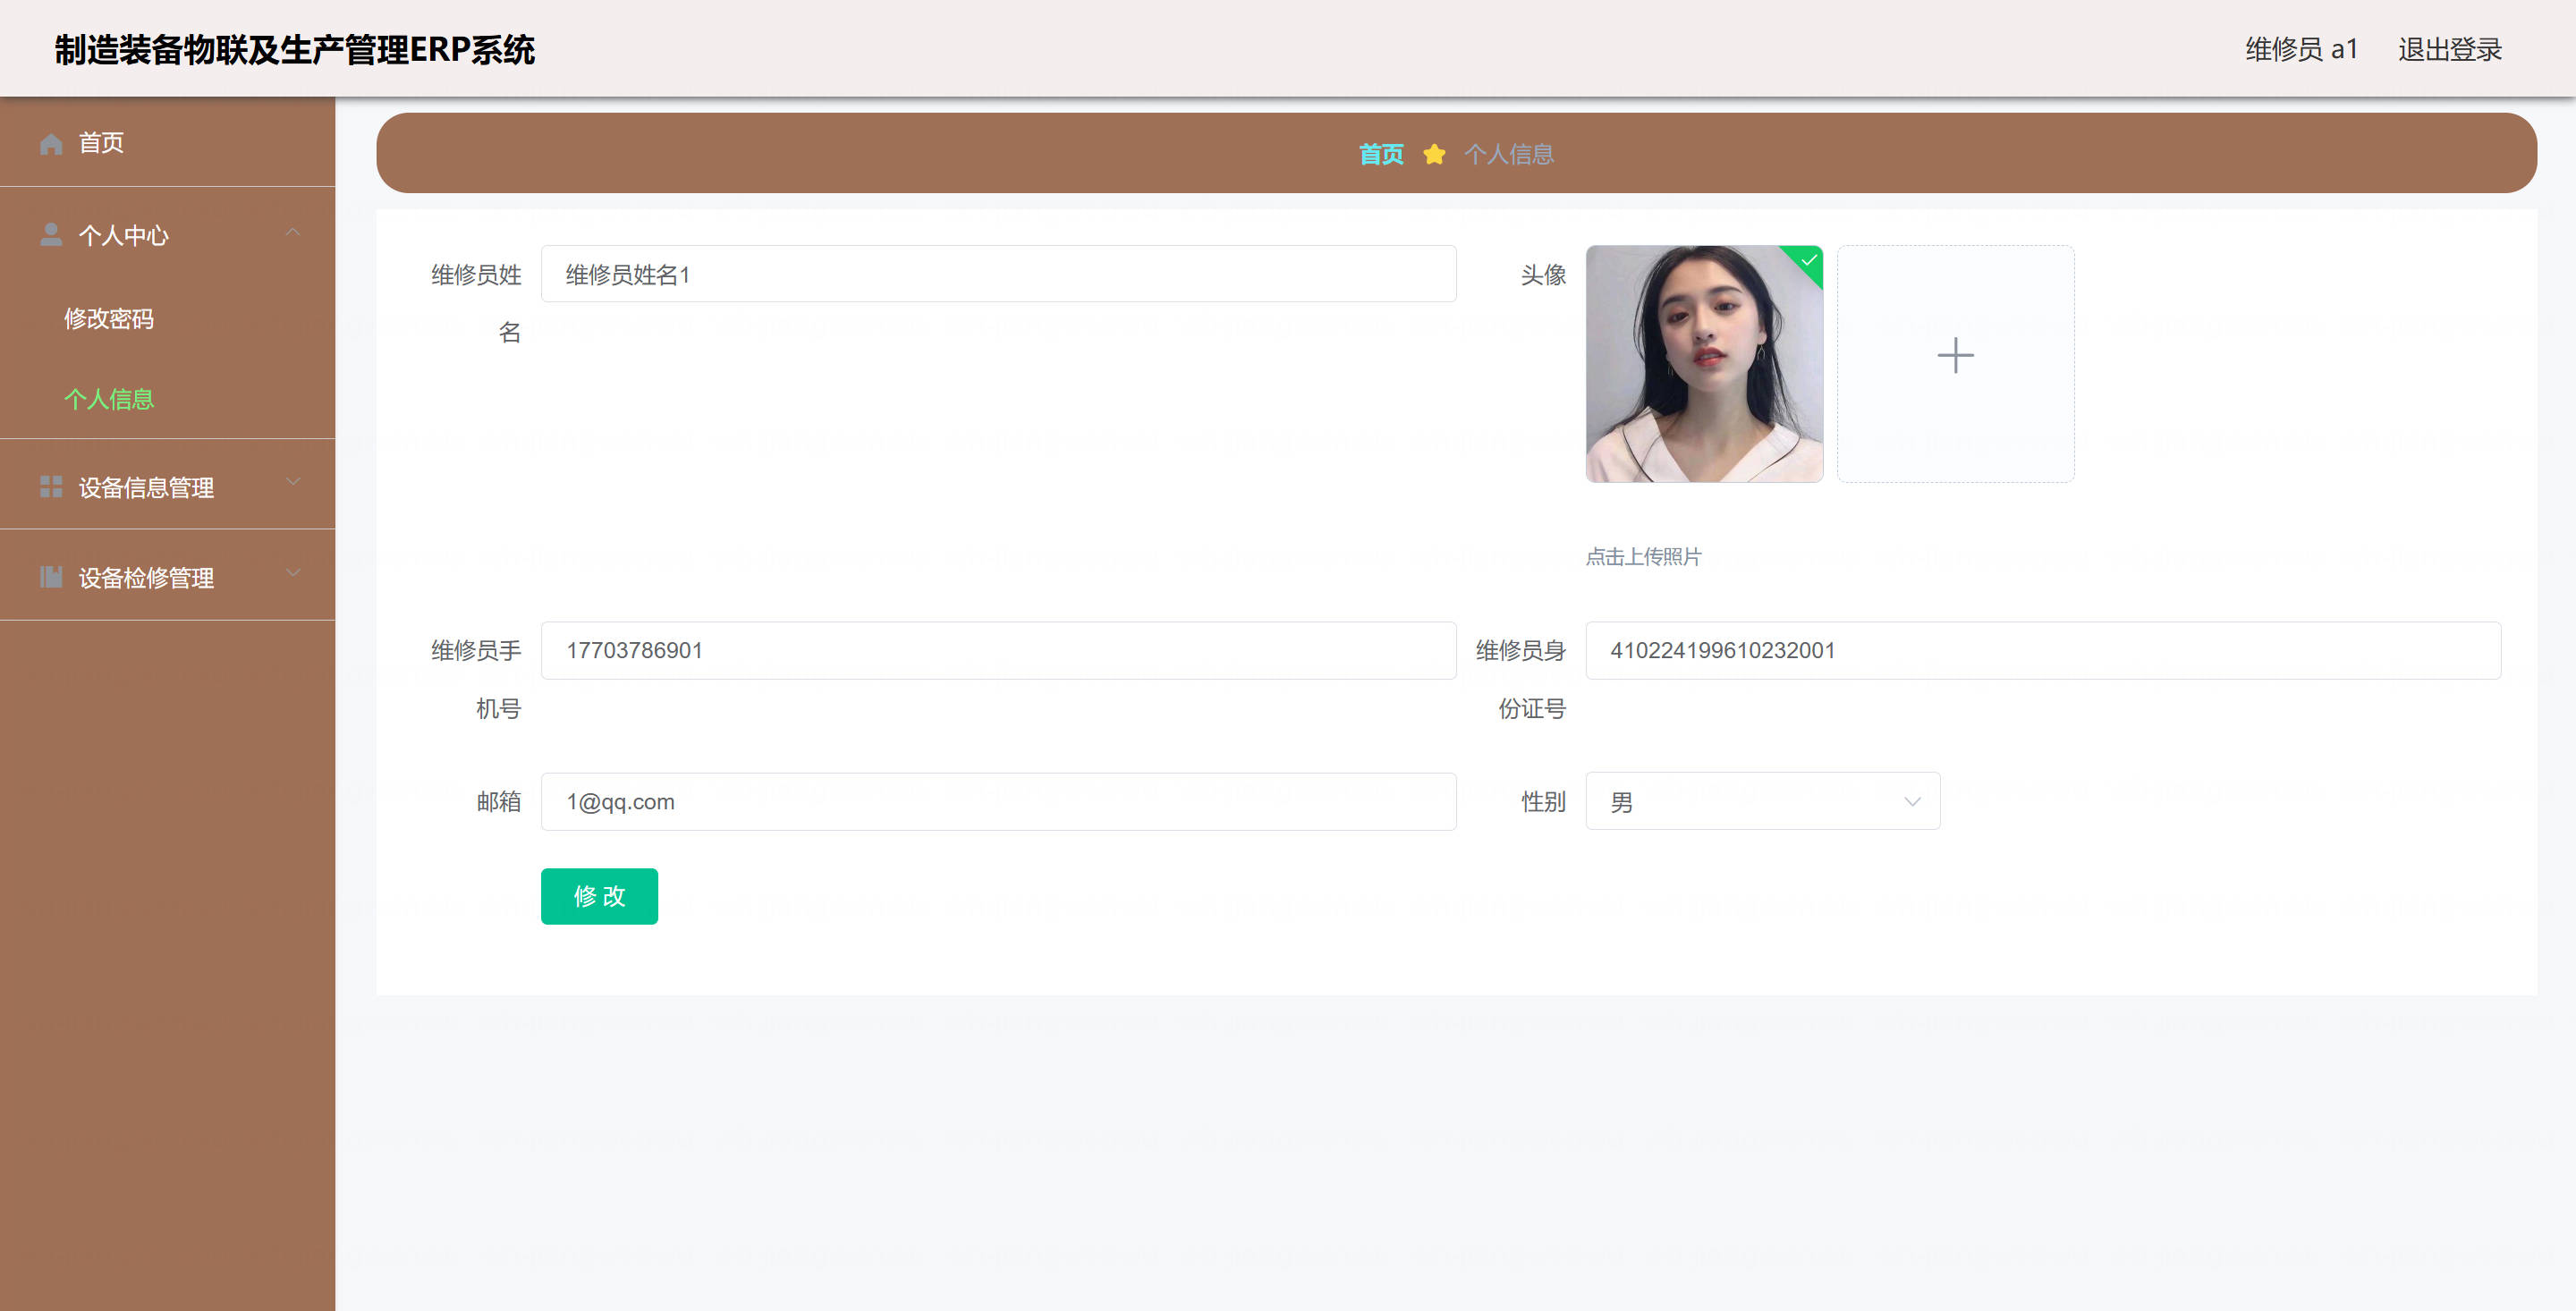 制造装备物联及生产管理ERP系统
维修员 a1
退出登录
首页
个人中心
修改密码
个人信息
设备信息管理
设备检修管理
首页
个人信息
维修员姓
名
维修员姓名1
头像
点击上传照片
维修员手
机号
17703786901
维修员身
份证号
410224199610232001
邮箱
1@qq.com
性别
男
修 改